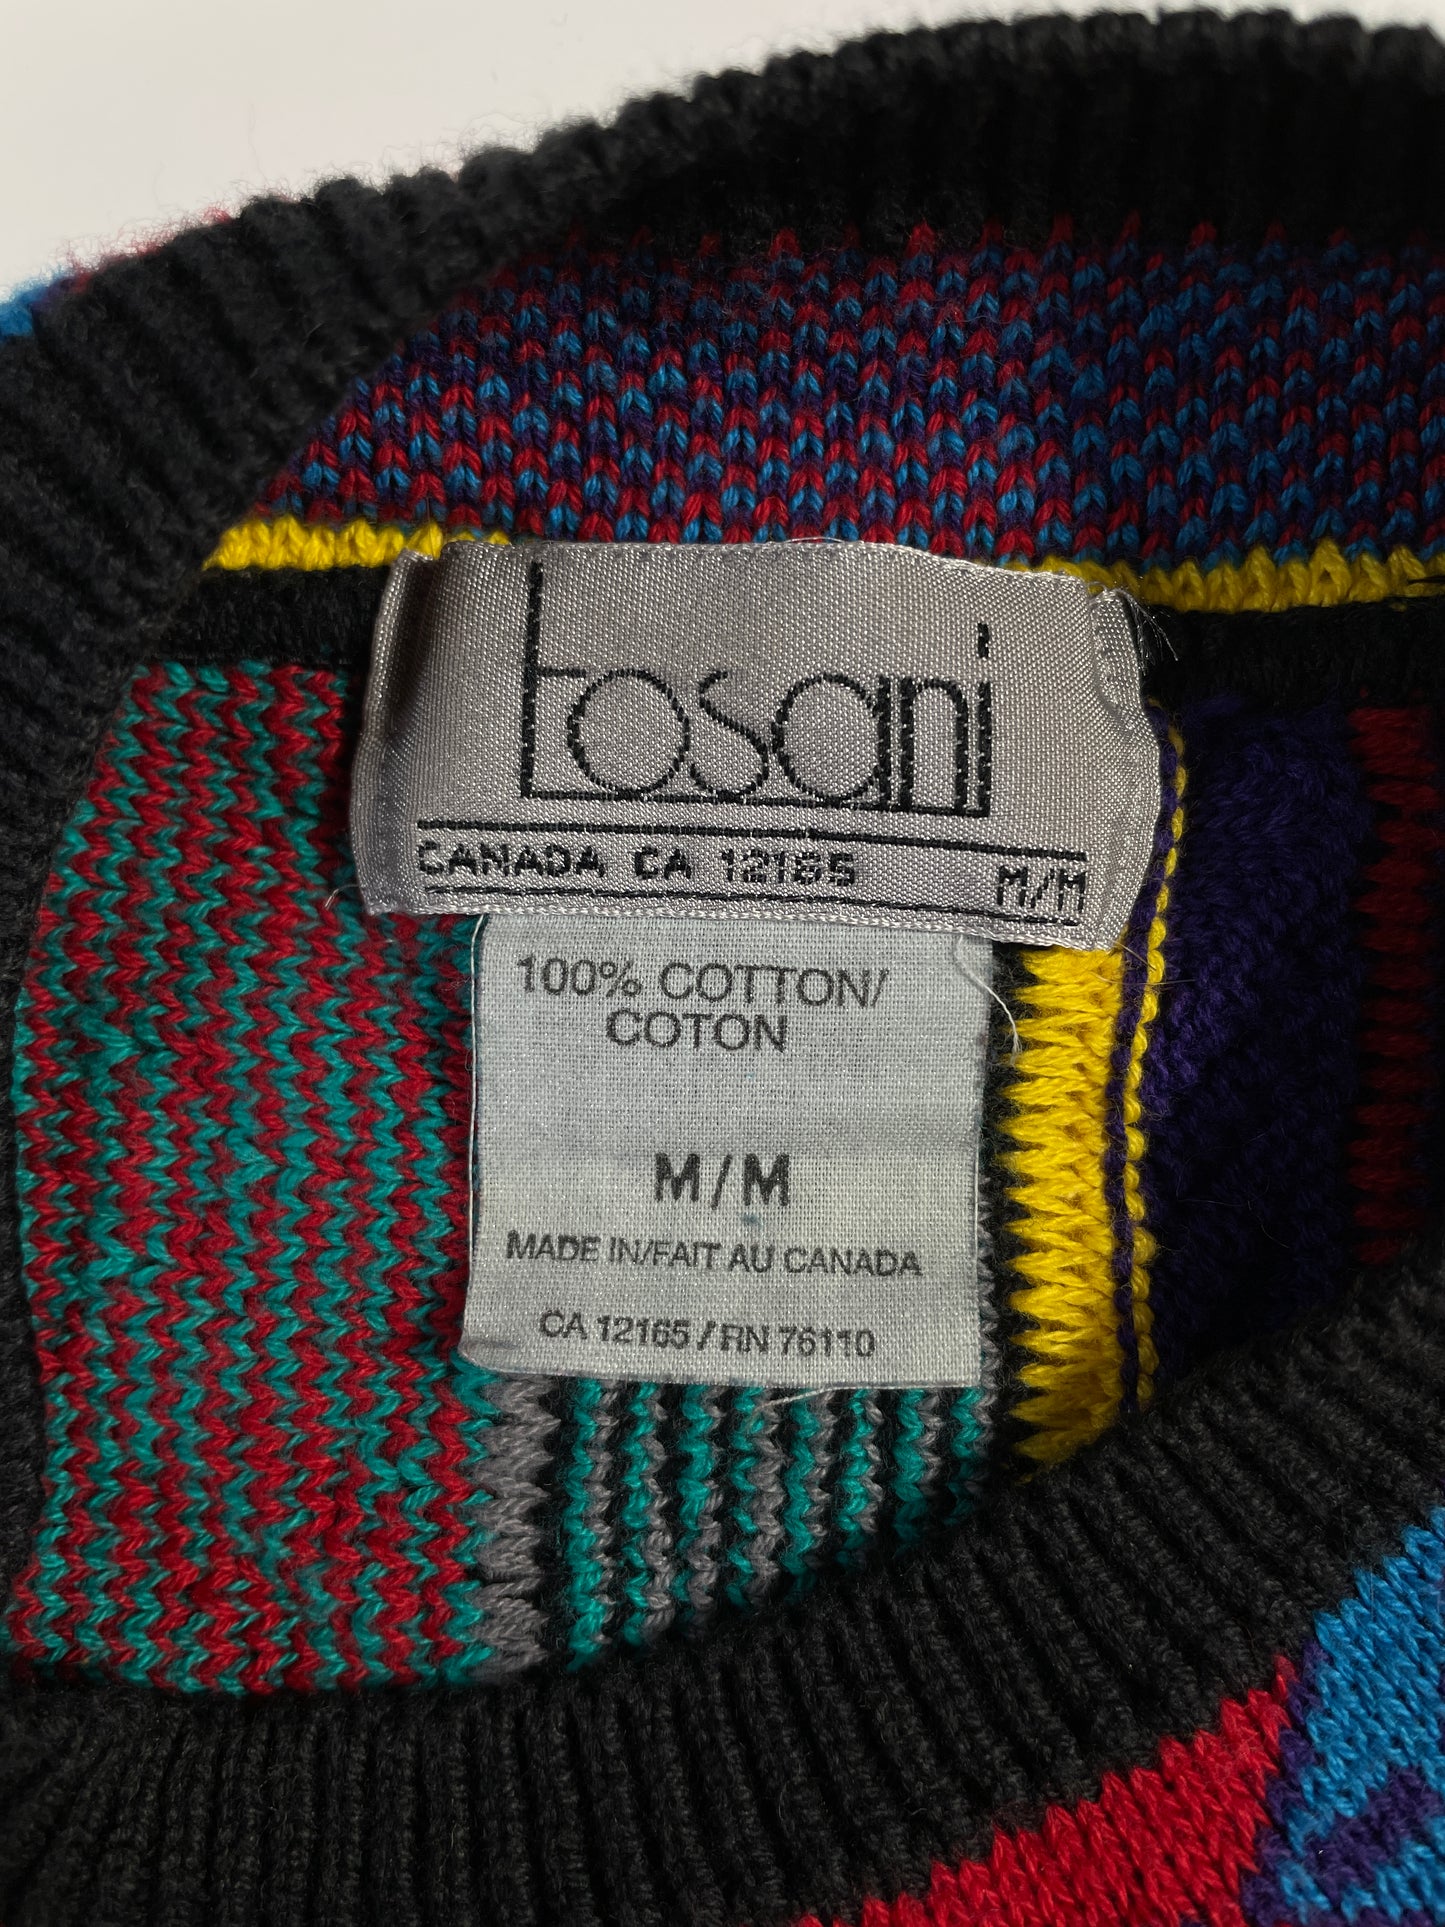 tosani
CANADA CA 12165 M/M
100% COTTON/
COTON
M/M
MADE IN/FAIT AU CANADA
CA 12165 / RN 76110